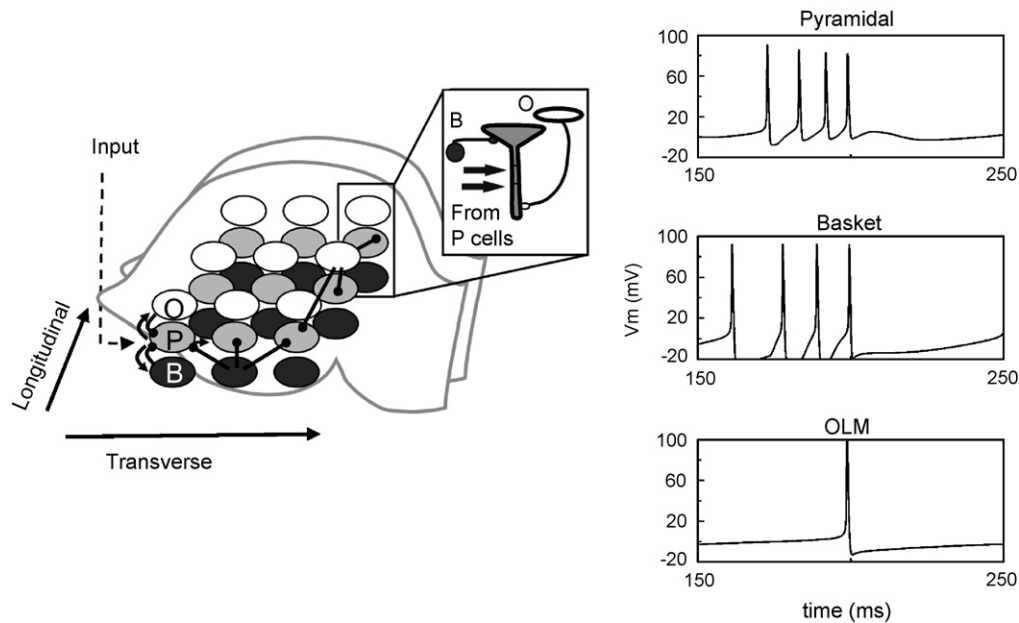 Input
Longitudinal
Transverse
O
P
B
B
O
From
P cells
Pyramidal
100
60
20
-20
150
250
Basket
Vm (mV)
100
60
20
-20
150
250
OLM
100
60
20
-20
150
250
time (ms)